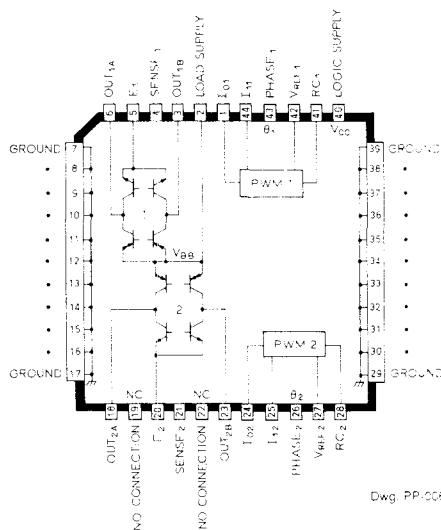 OUT1A
E1
SENSE1
OUT1B
LOAD SUPPLY
I01
I11
PHASE1
VREF1
RC1
LOGIC SUPPLY
6 5 4 3 2 1 44 43 42 41 40
θ1
VCC
GROUND 7
8
9
10
11
12
13
14
15
16
GROUND 17
1
VBB
2
PWM 1
PWM 2
39 GROUND
38
37
36
35
34
33
32
31
30
29 GROUND
NC
NC
θ2
18 19 20 21 22 23 24 25 26 27 28
OUT2A
NO CONNECTION
E2
SENSE2
NO CONNECTION
OUT2B
I02
I12
PHASE2
VREF2
RC2